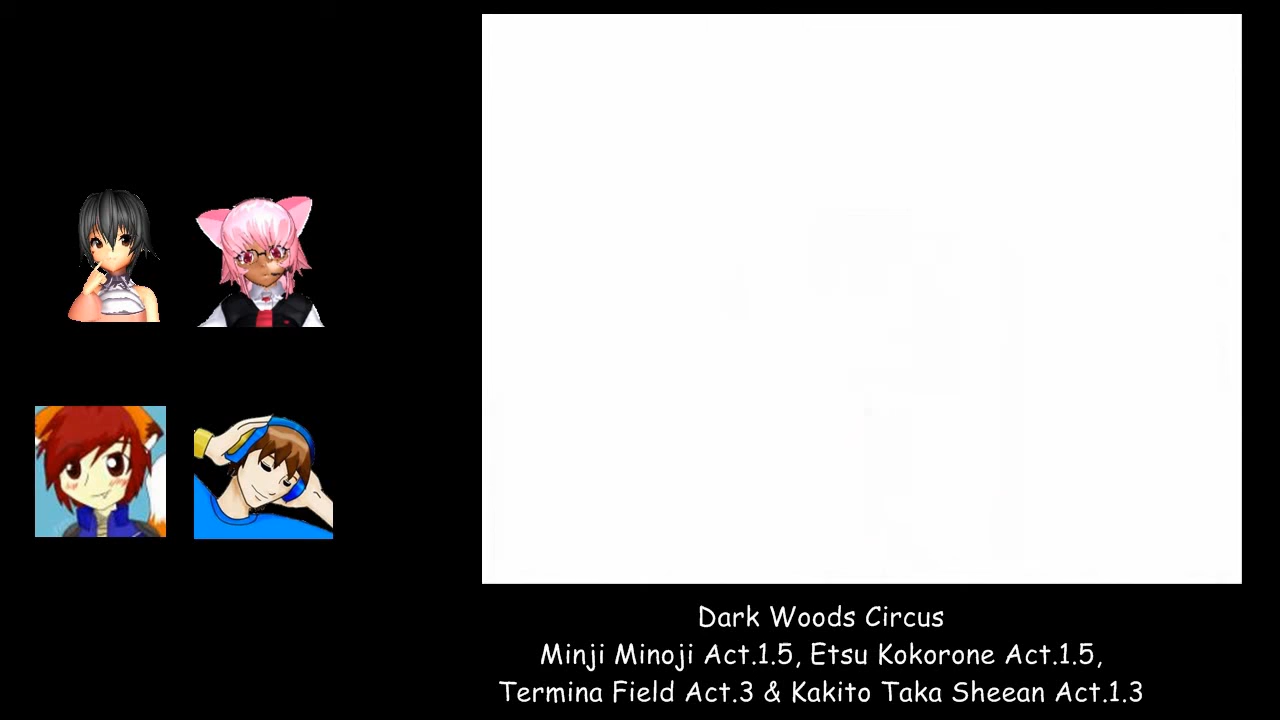 Dark Woods Circus
Minji Minoji Act.1.5, Etsu Kokorone Act.1.5,
Termina Field Act.3 & Kakito Taka Sheean Act.1.3